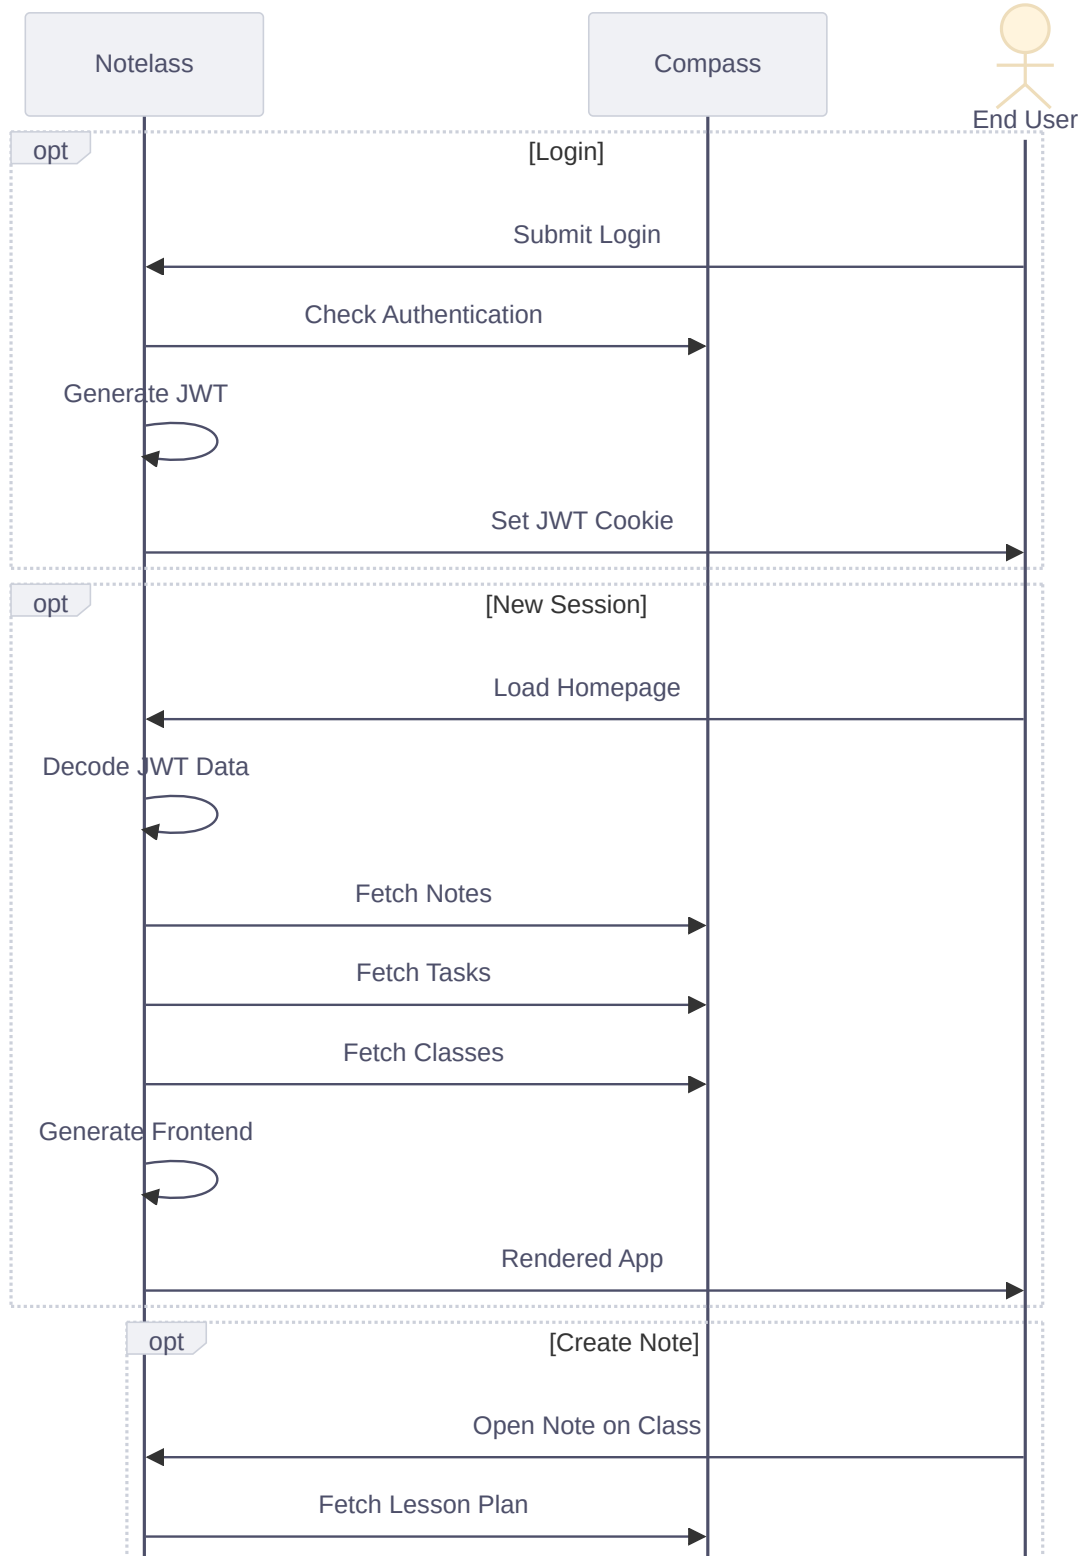 Notelass
Compass
End User
opt
[Login]
Submit Login
Check Authentication
Generate JWT
Set JWT Cookie
opt
[New Session]
Load Homepage
Decode JWT Data
Fetch Notes
Fetch Tasks
Fetch Classes
Generate Frontend
Rendered App
opt
[Create Note]
Open Note on Class
Fetch Lesson Plan